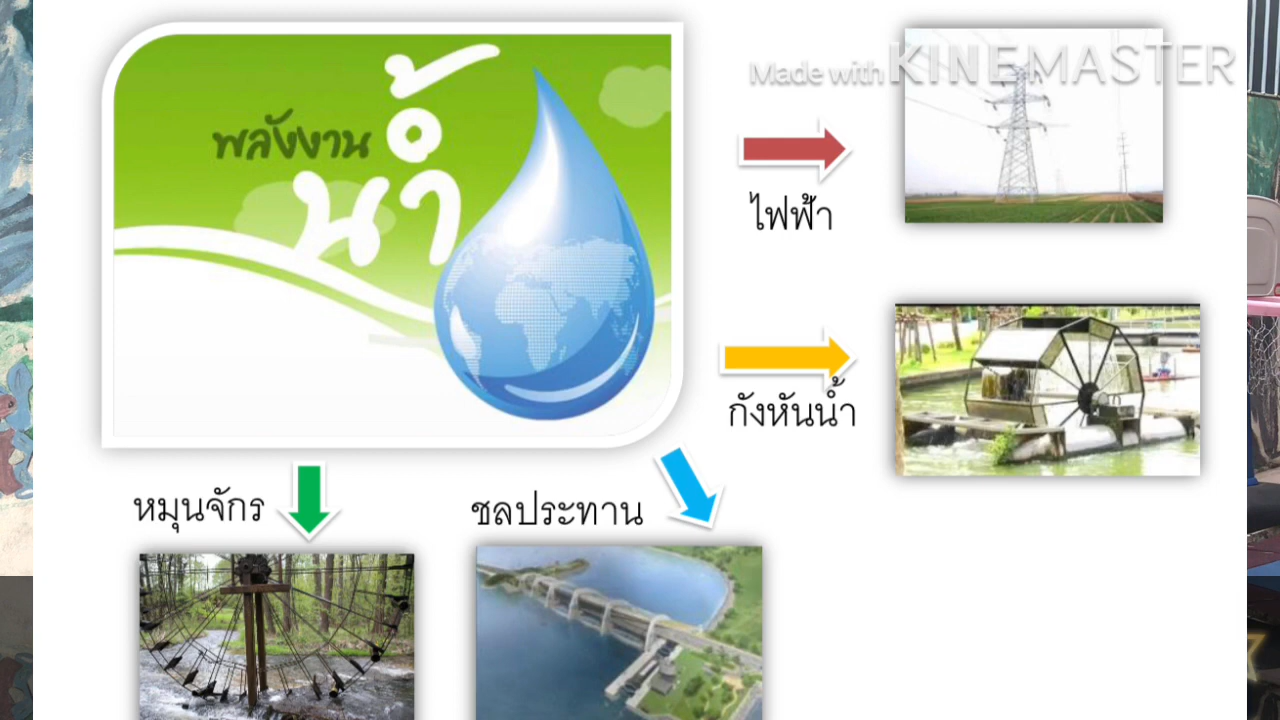 พลังงาน
น้ำ
Made with KINEMASTER
ไฟฟ้า
กังหันน้ำ
หมุนจักร
ชลประทาน